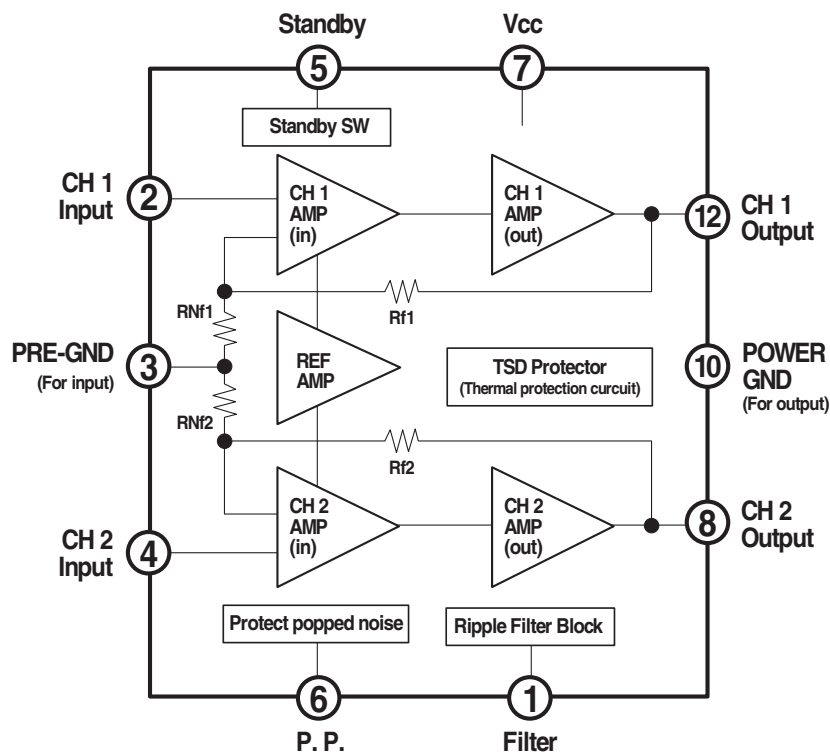 Standby
Vcc
5
7
Standby SW
CH 1
Input
2
CH 1
AMP
(in)
CH 1
AMP
(out)
12
CH 1
Output
RNf1
Rf1
PRE-GND
(For input)
3
REF
AMP
TSD Protector
(Thermal protection curcuit)
10
POWER
GND
(For output)
RNf2
Rf2
CH 2
Input
4
CH 2
AMP
(in)
CH 2
AMP
(out)
8
CH 2
Output
Protect popped noise
Ripple Filter Block
6
1
P. P.
Filter